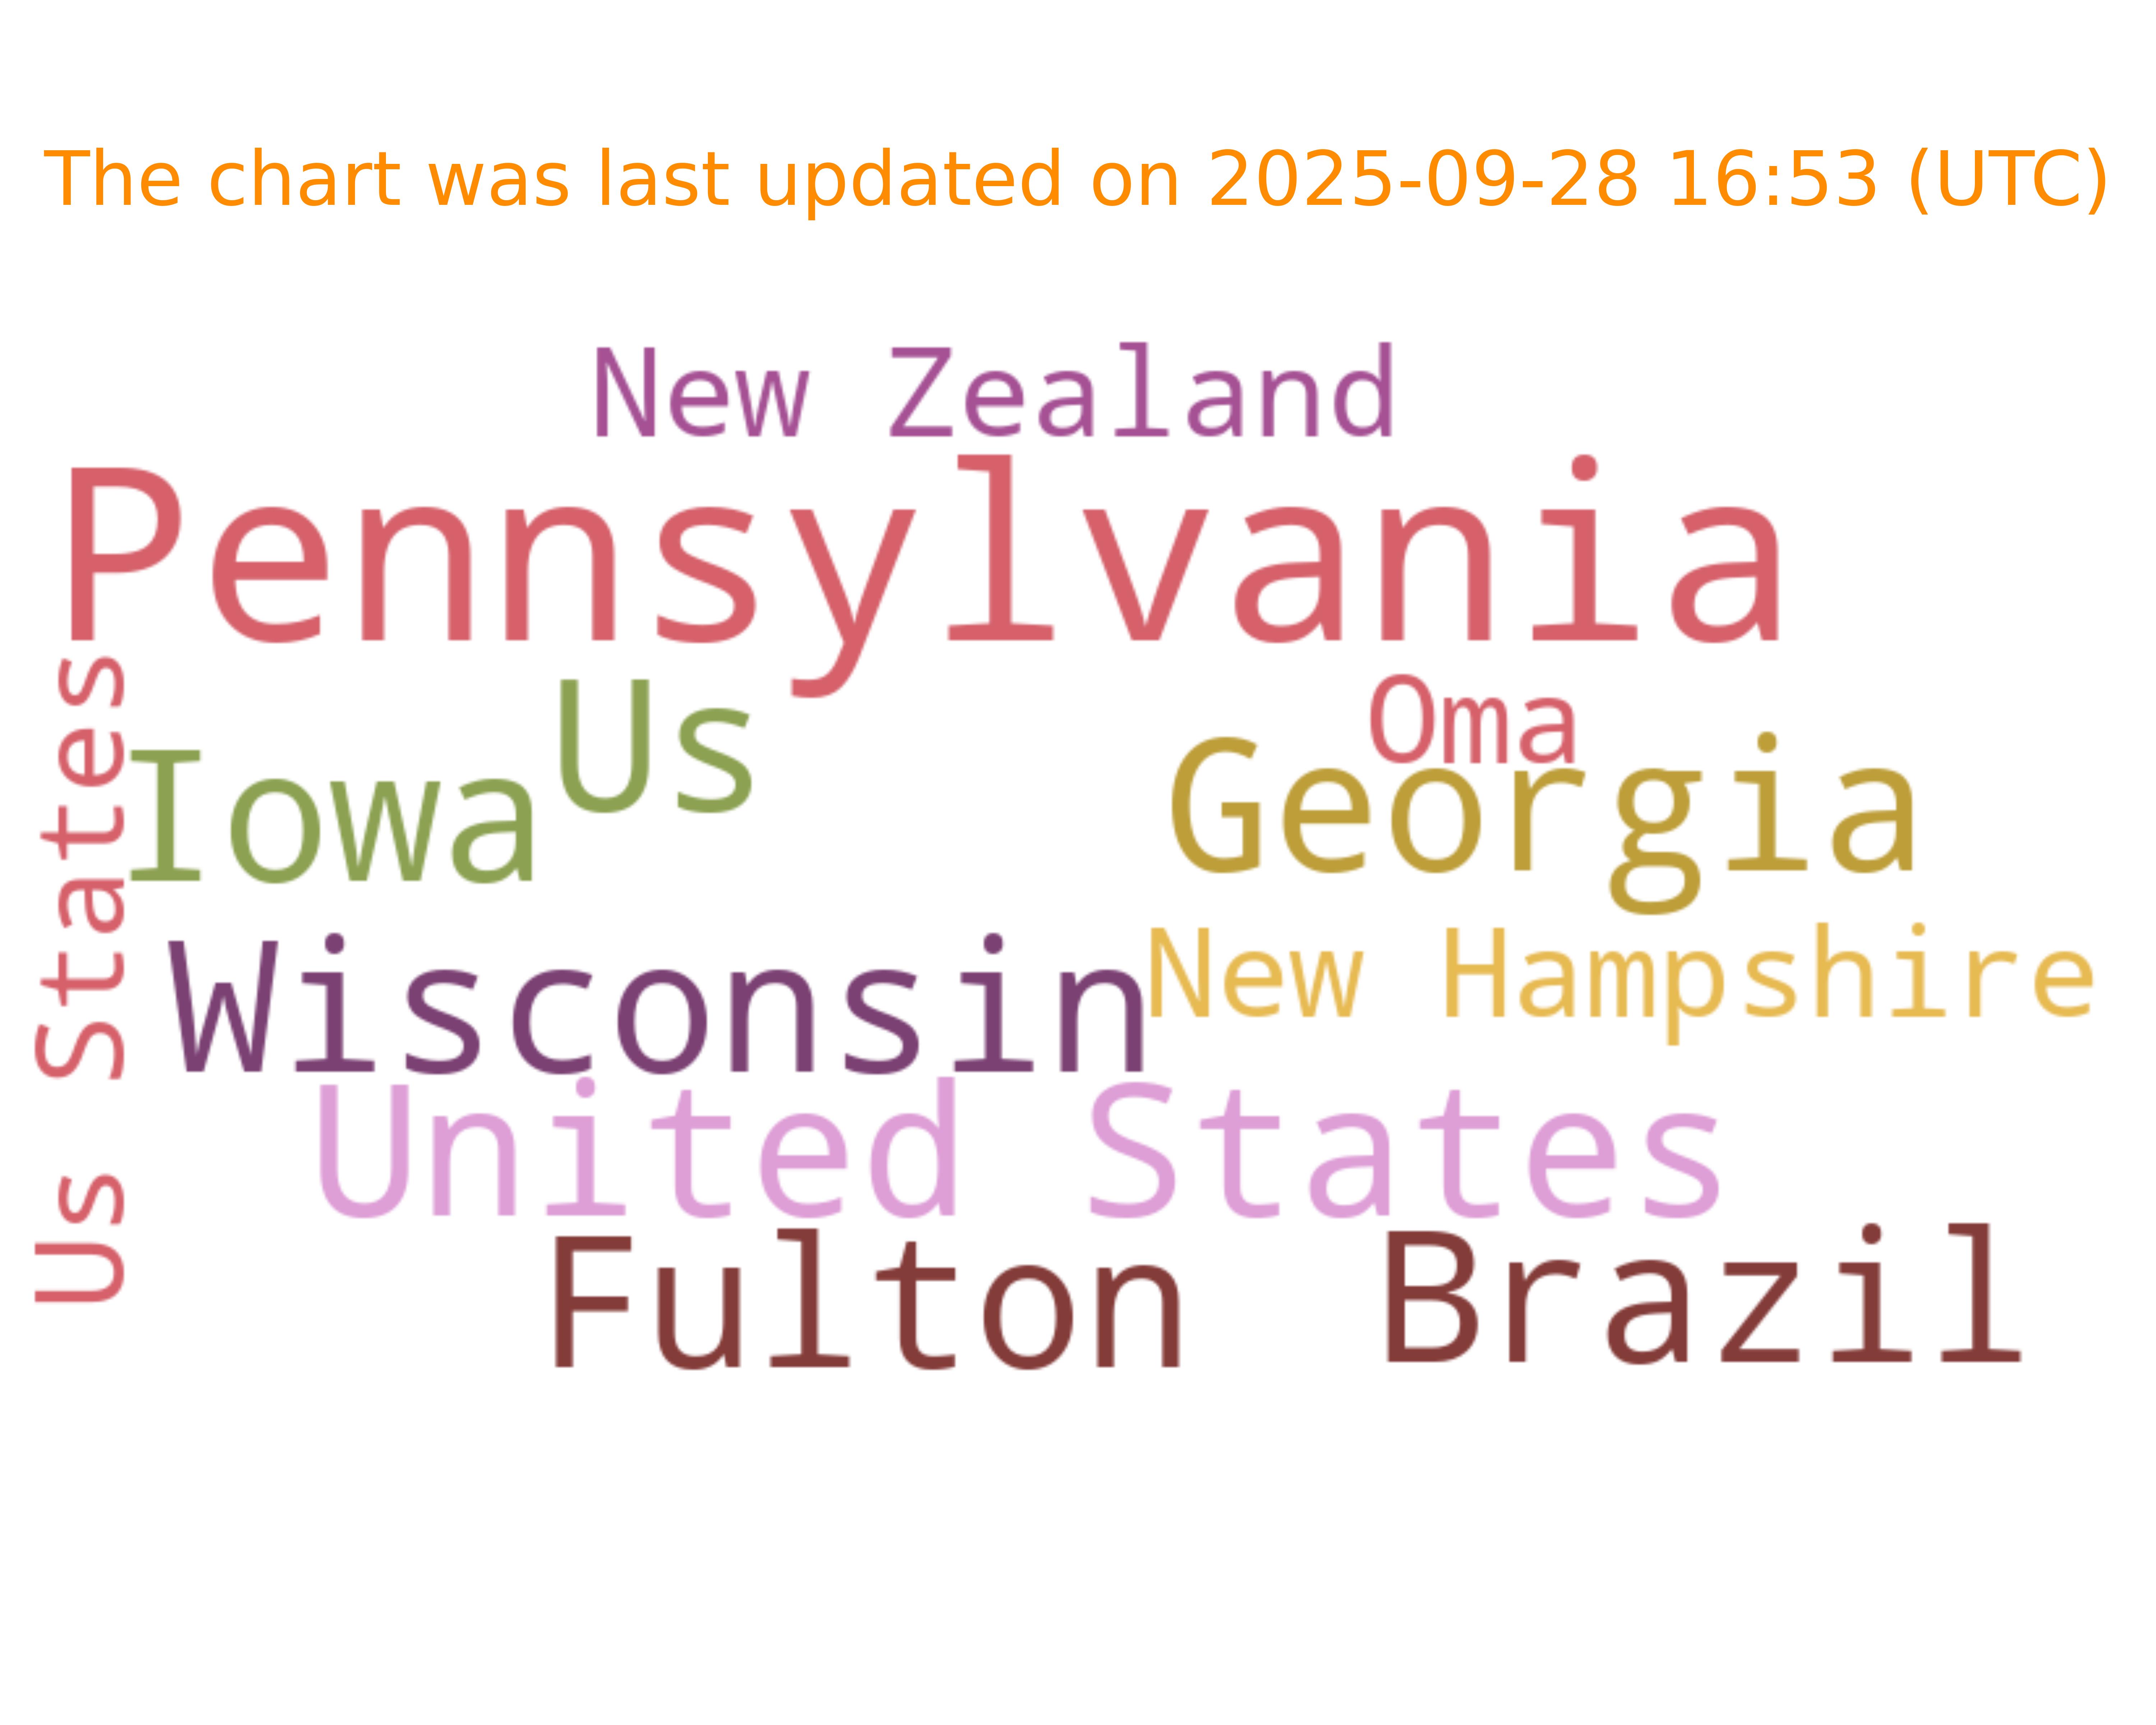 The chart was last updated on 2025-09-28 16:53 (UTC)
New Zealand
Pennsylvania
Us States
Us
Oma
Iowa
Georgia
Wisconsin
New Hampshire
United States
Fulton
Brazil